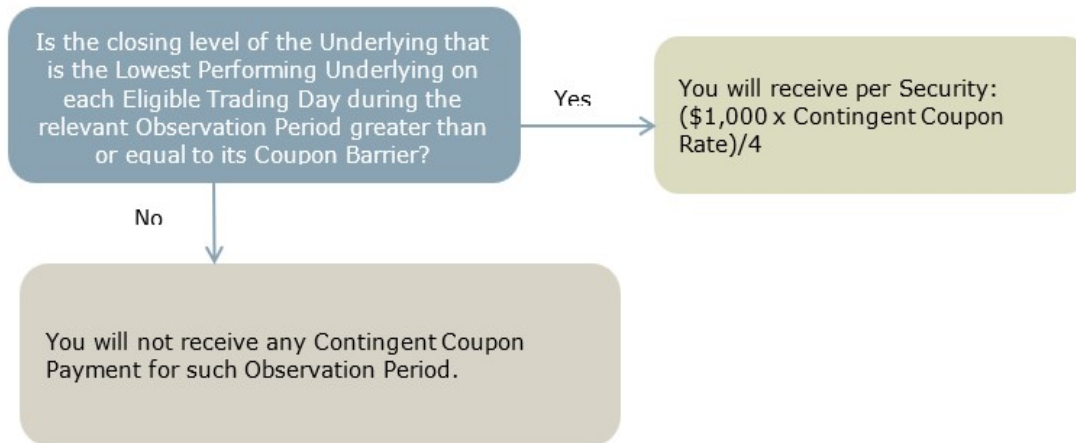 Is the closing level of the Underlying that
is the Lowest Performing Underlying on
each Eligible Trading Day during the
relevant Observation Period greater than
or equal to its Coupon Barrier?
Yes
You will receive per Security:
($1,000 x Contingent Coupon
Rate)/4
No
You will not receive any Contingent Coupon
Payment for such Observation Period.